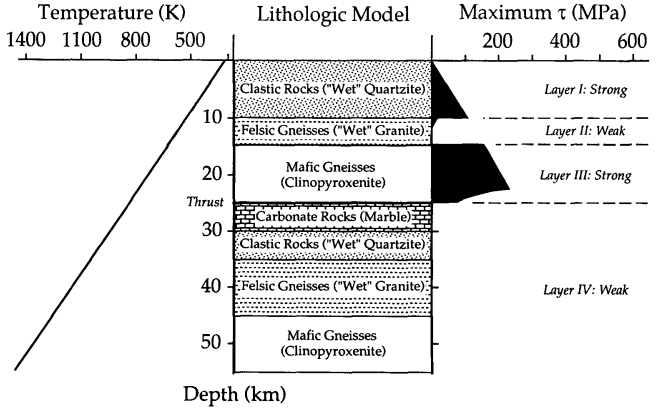 Temperature (K) Lithologic Model Maximum τ (MPa)
1400 1100 800 500 200 400 600
Clastic Rocks ("Wet" Quartzite) Layer I: Strong
10
Felsic Gneisses ("Wet" Granite) Layer II: Weak
20
Mafic Gneisses
(Clinopyroxenite)
Layer III: Strong
Thrust
Carbonate Rocks (Marble)
30
Clastic Rocks ("Wet" Quartzite)
40
Felsic Gneisses ("Wet" Granite) Layer IV: Weak
Mafic Gneisses
(Clinopyroxenite)
50
Depth (km)